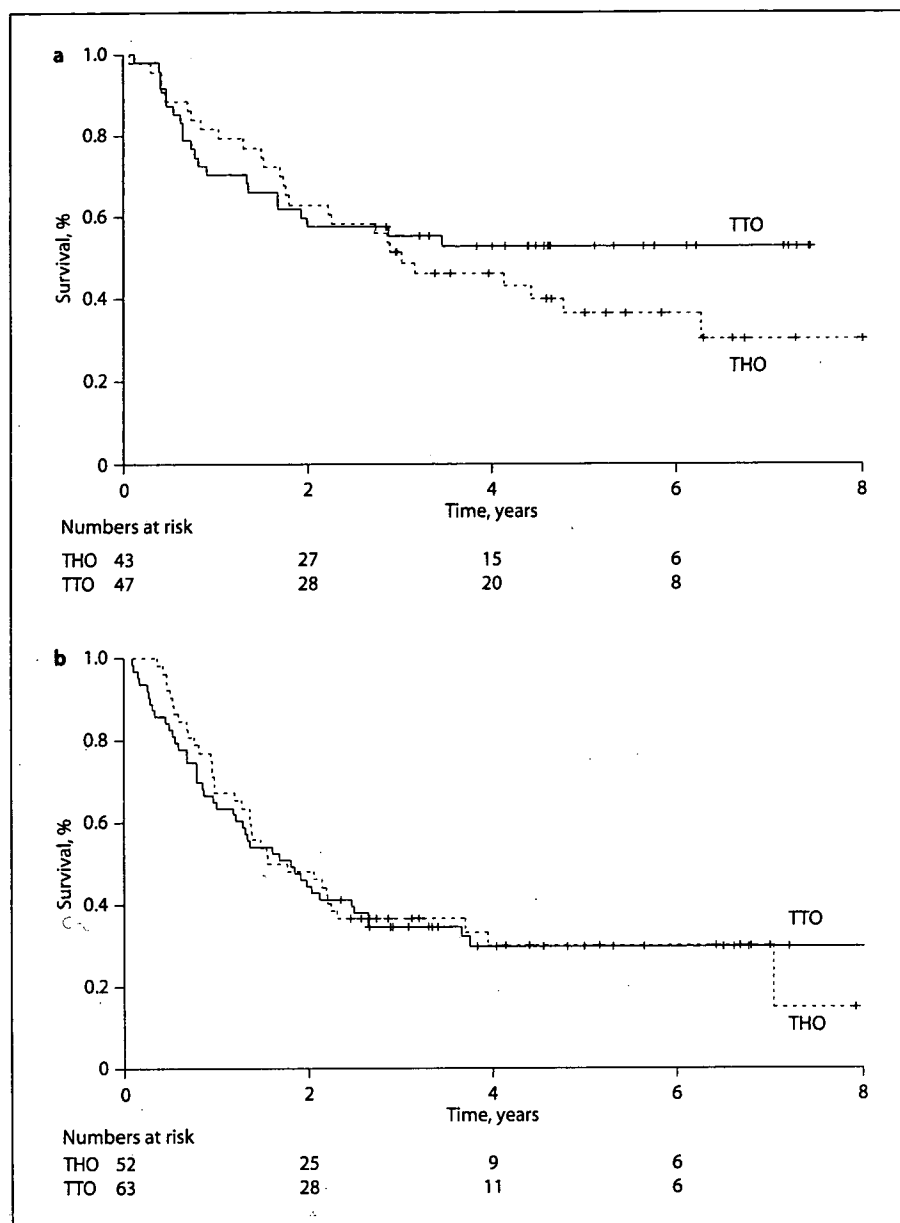 a
1.0
0.8
0.6
0.4
0.2
0
Survival, %
TTO
THO
0 2 4 6 8
Time, years
Numbers at risk
THO 43 27 15 6
TTO 47 28 20 8
b
1.0
0.8
0.6
0.4
0.2
0
Survival, %
TTO
THO
0 2 4 6 8
Time, years
Numbers at risk
THO 52 25 9 6
TTO 63 28 11 6